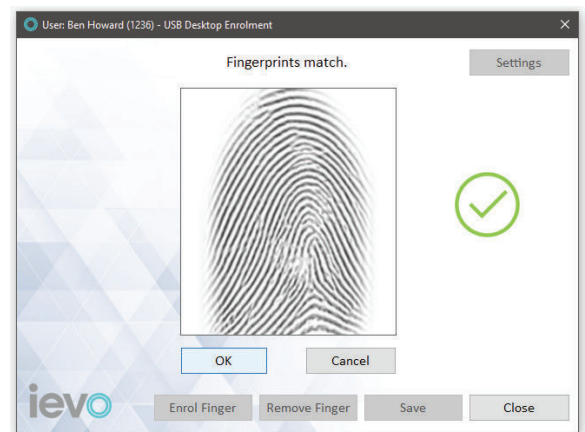 User: Ben Howard (1236) - USB Desktop Enrolment
Fingerprints match.
Settings
OK
Cancel
ievo
Enrol Finger
Remove Finger
Save
Close